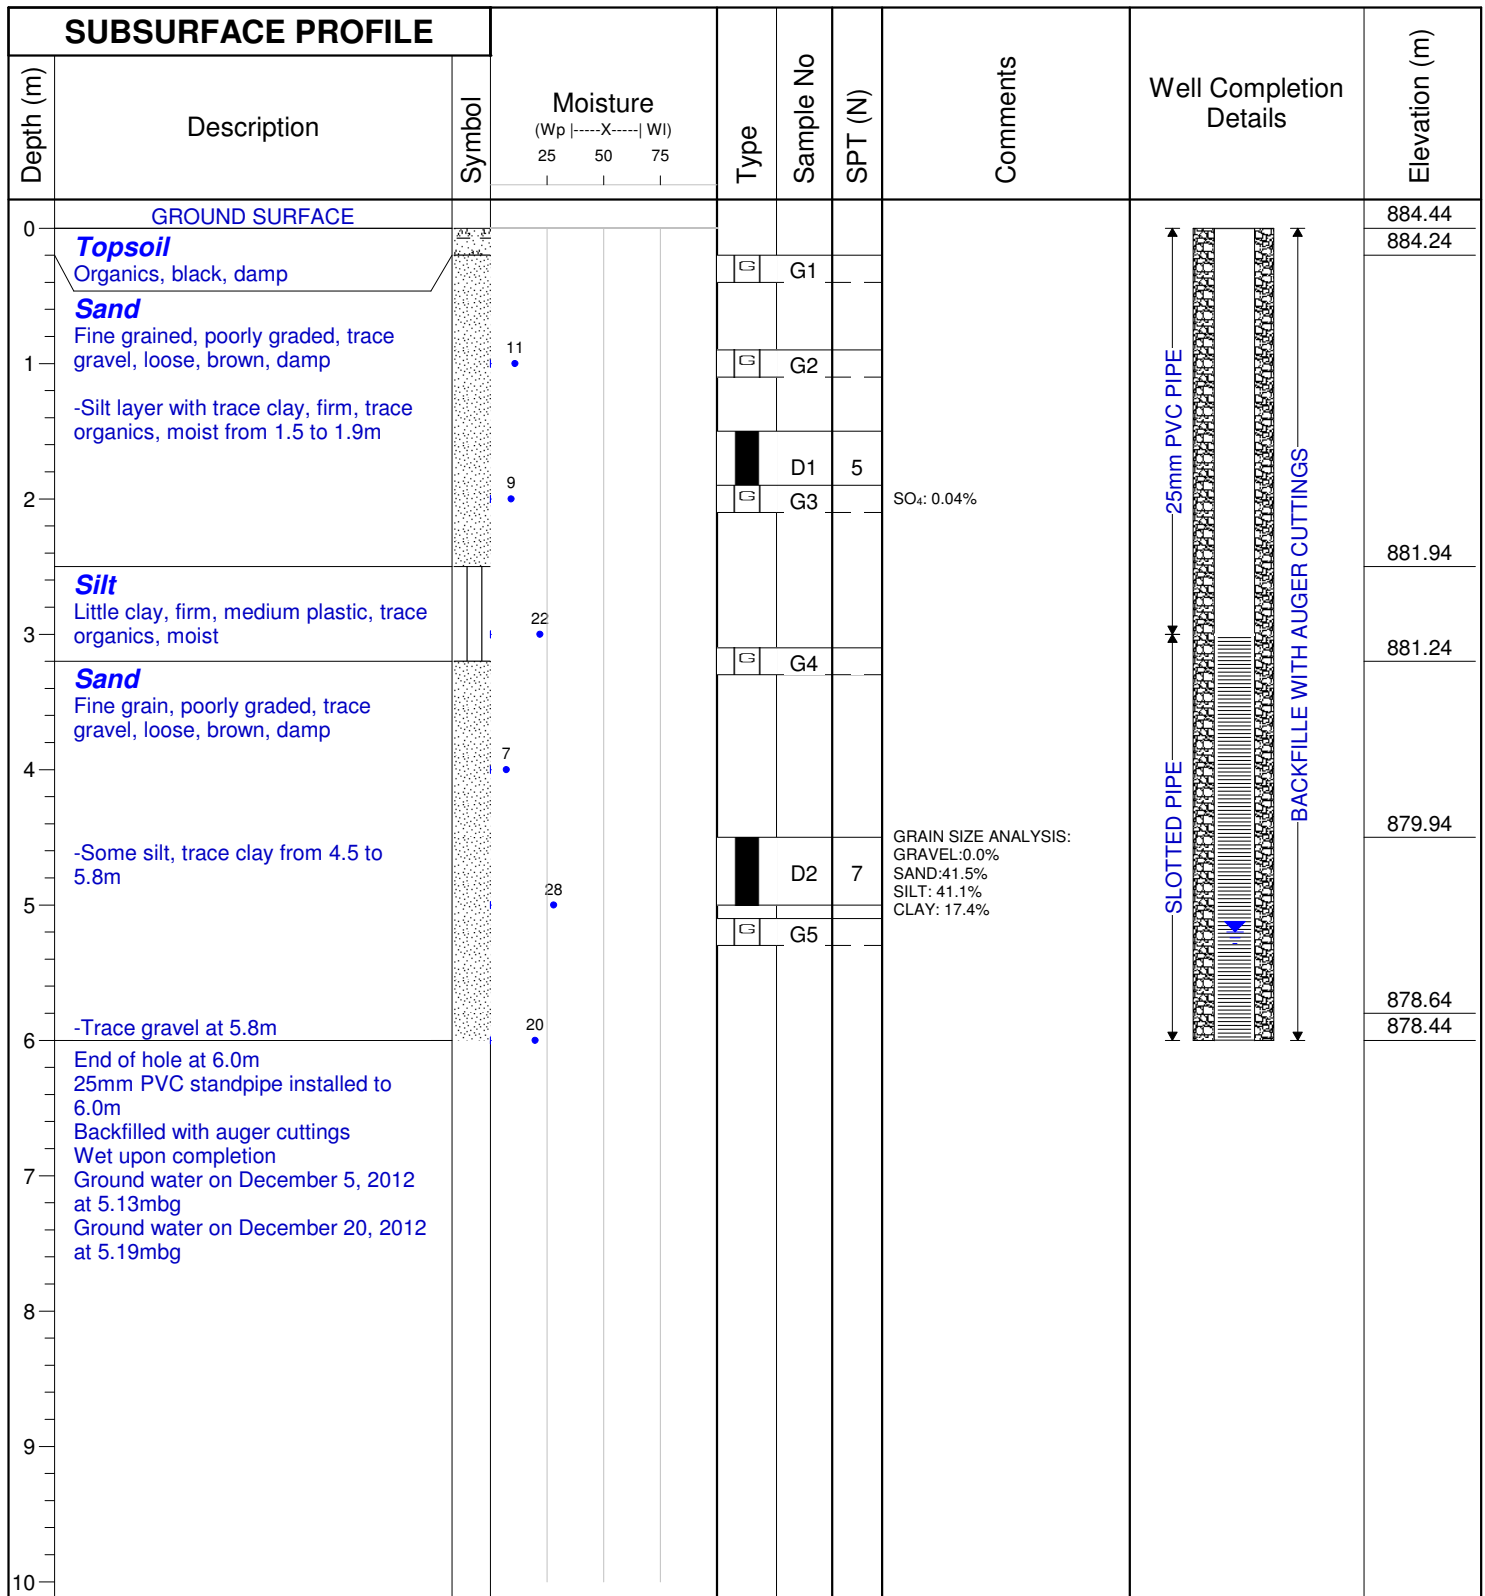 SUBSURFACE PROFILE
Depth (m)
Description
Symbol
Moisture
(Wp |-----X-----| Wl)
25 50 75
Type
Sample No
SPT (N)
Comments
Well Completion
Details
Elevation (m)
GROUND SURFACE
884.44
0
Topsoil
884.24
Organics, black, damp
G G1
Sand
Fine grained, poorly graded, trace
gravel, loose, brown, damp
11
1
G G2
-Silt layer with trace clay, firm, trace
organics, moist from 1.5 to 1.9m
D1 5
9
2
G G3
SO₄: 0.04%
25mm PVC PIPE
BACKFILLE WITH AUGER CUTTINGS
881.94
Silt
Little clay, firm, medium plastic, trace
organics, moist
22
3
881.24
G G4
Sand
Fine grain, poorly graded, trace
gravel, loose, brown, damp
7
4
SLOTTED PIPE
879.94
-Some silt, trace clay from 4.5 to
5.8m
D2 7
GRAIN SIZE ANALYSIS:
GRAVEL:0.0%
SAND:41.5%
SILT: 41.1%
CLAY: 17.4%
28
5
G G5
878.64
-Trace gravel at 5.8m
20
878.44
6
End of hole at 6.0m
25mm PVC standpipe installed to
6.0m
Backfilled with auger cuttings
Wet upon completion
7
Ground water on December 5, 2012
at 5.13mbg
Ground water on December 20, 2012
at 5.19mbg
8
9
10